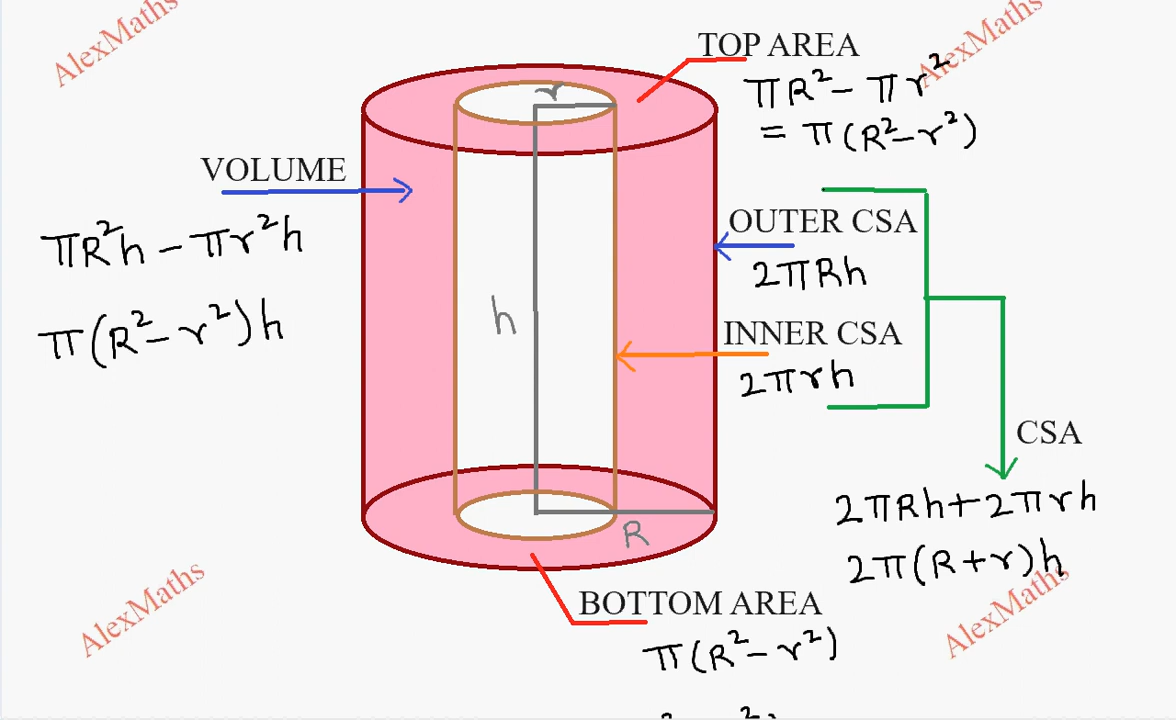 AlexMaths
AlexMaths
TOP AREA
πR² − πr²
= π(R²−r²)
r
VOLUME
πR²h − πr²h
π(R²−r²)h
OUTER CSA
2πRh
h
INNER CSA
2πrh
CSA
2πRh+2πrh
2π(R+r)h
R
AlexMaths
AlexMaths
BOTTOM AREA
π(R²−r²)